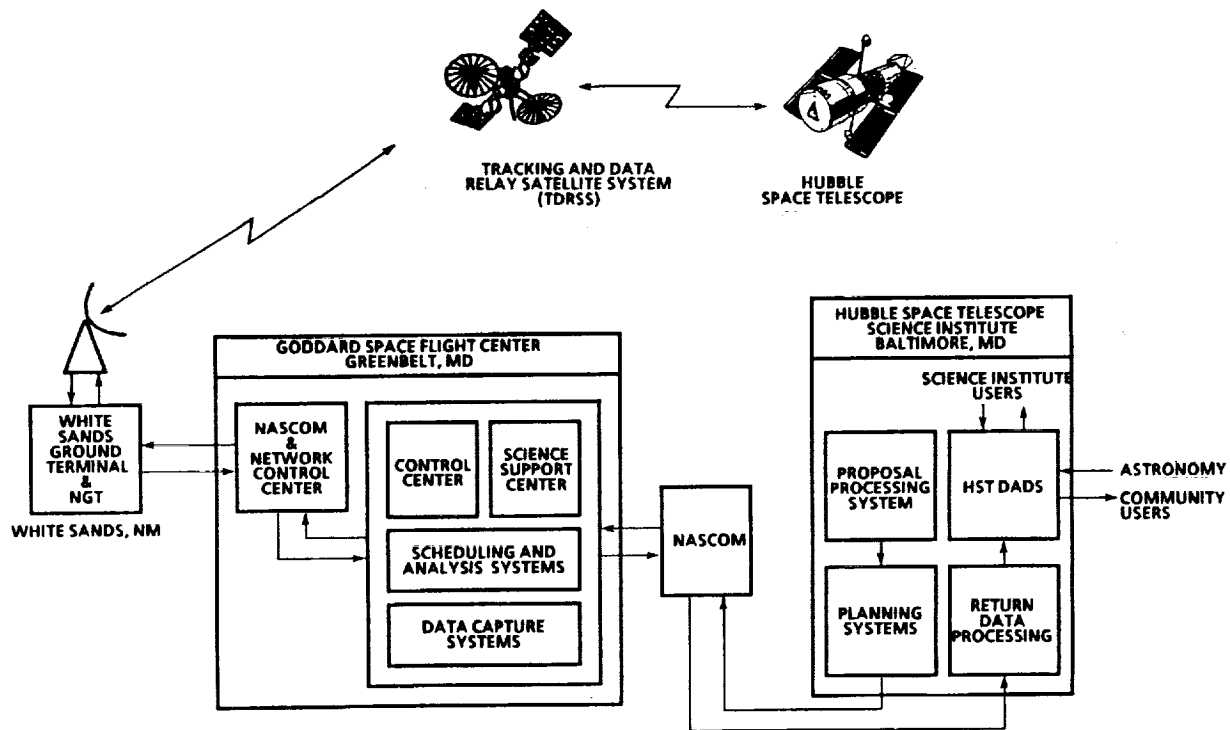 TRACKING AND DATA
RELAY SATELLITE SYSTEM
(TDRSS)
HUBBLE
SPACE TELESCOPE
GODDARD SPACE FLIGHT CENTER
GREENBELT, MD
HUBBLE SPACE TELESCOPE
SCIENCE INSTITUTE
BALTIMORE, MD
WHITE
SANDS
GROUND
TERMINAL
&
NGT
WHITE SANDS, NM
NASCOM
&
NETWORK
CONTROL
CENTER
CONTROL
CENTER
SCIENCE
SUPPORT
CENTER
SCHEDULING AND
ANALYSIS SYSTEMS
DATA CAPTURE
SYSTEMS
NASCOM
SCIENCE INSTITUTE
USERS
PROPOSAL
PROCESSING
SYSTEM
HST DADS
ASTRONOMY
COMMUNITY
USERS
PLANNING
SYSTEMS
RETURN
DATA
PROCESSING